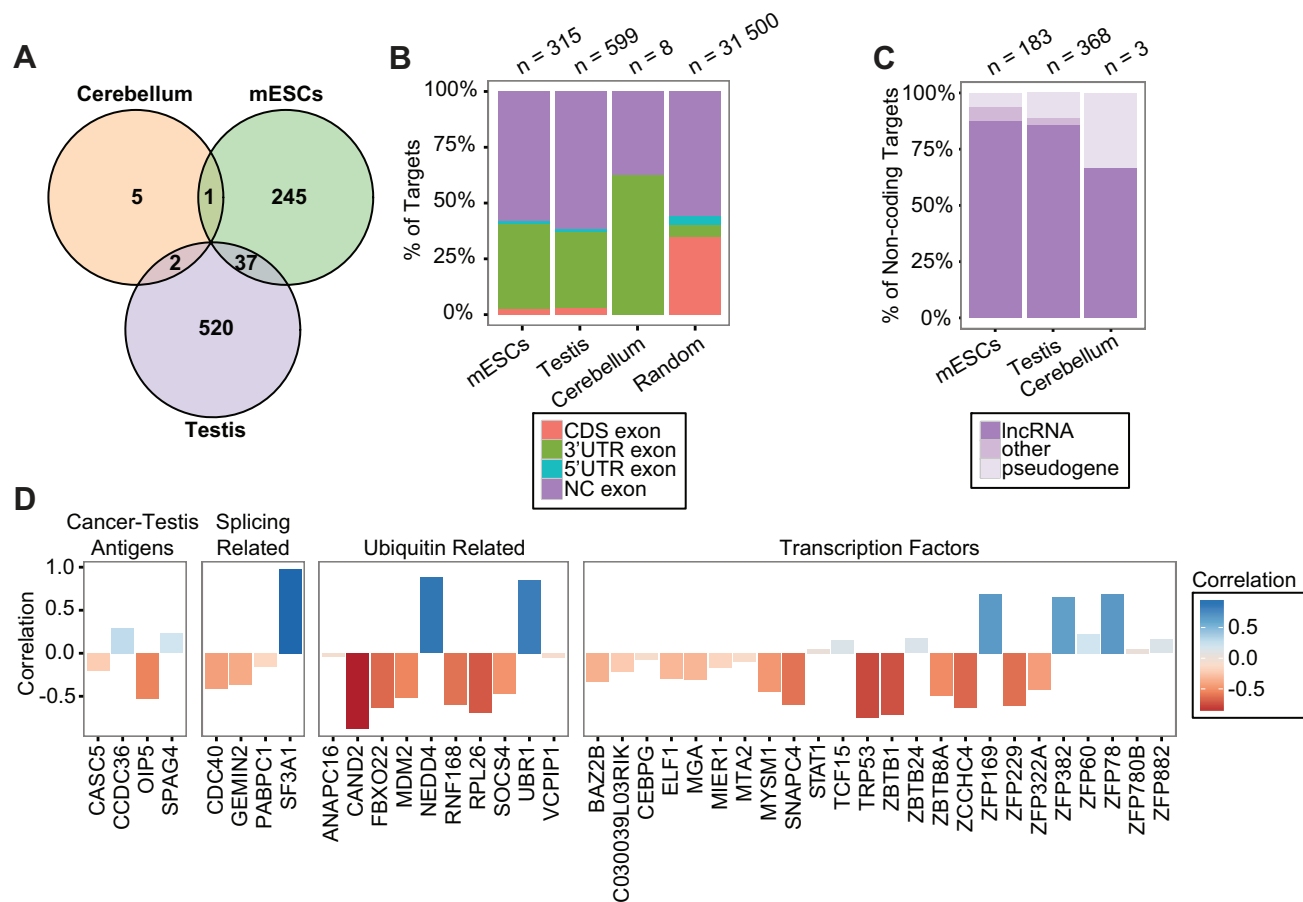 A
Cerebellum
mESCs
5
1
245
2
37
520
Testis
B
n = 315
n = 599
n = 8
n = 31 500
% of Targets
100%
75%
50%
25%
0%
mESCs
Testis
Cerebellum
Random
CDS exon
3'UTR exon
5'UTR exon
NC exon
C
n = 183
n = 368
n = 3
% of Non-coding Targets
100%
75%
50%
25%
0%
mESCs
Testis
Cerebellum
lncRNA
other
pseudogene
D
Cancer-Testis
Antigens
Splicing
Related
Ubiquitin Related
Transcription Factors
Correlation
1.0
0.5
0.0
-0.5
CASC5
CCDC36
OIP5
SPAG4
CDC40
GEMIN2
PABPC1
SF3A1
ANAPC16
CAND2
FBXO22
MDM2
NEDD4
RNF168
RPL26
SOCS4
UBR1
VCPIP1
BAZ2B
C030039L03RIK
CEBPG
ELF1
MGA
MIER1
MTA2
MYSM1
SNAPC4
STAT1
TCF15
TRP53
ZBTB1
ZBTB24
ZBTB8A
ZCCHC4
ZFP169
ZFP229
ZFP322A
ZFP382
ZFP60
ZFP78
ZFP780B
ZFP882
Correlation
0.5
0.0
-0.5